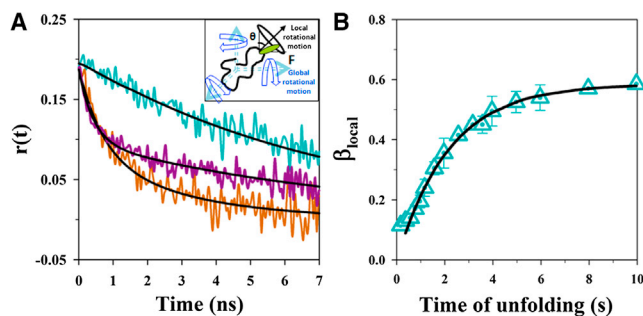 A
r(t)
0.25
0.15
0.05
-0.05
0
1
2
3
4
5
6
7
Time (ns)
θ
Local
rotational
motion
F
Global
rotational
motion
B
βlocal
0.8
0.6
0.4
0.2
0.0
0
2
4
6
8
10
Time of unfolding (s)